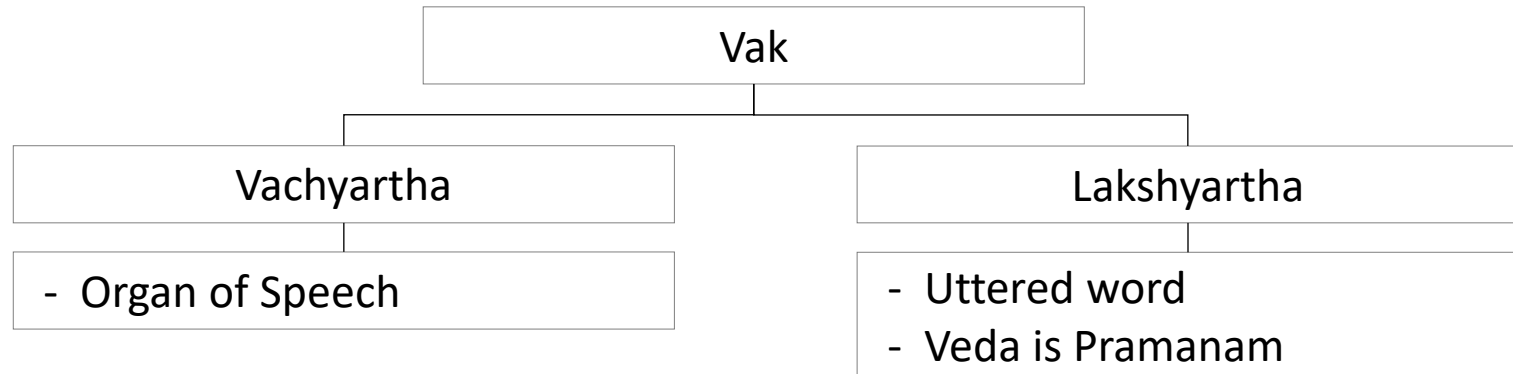 Vak
Vachyartha
Lakshyartha
- Organ of Speech
- Uttered word
- Veda is Pramanam